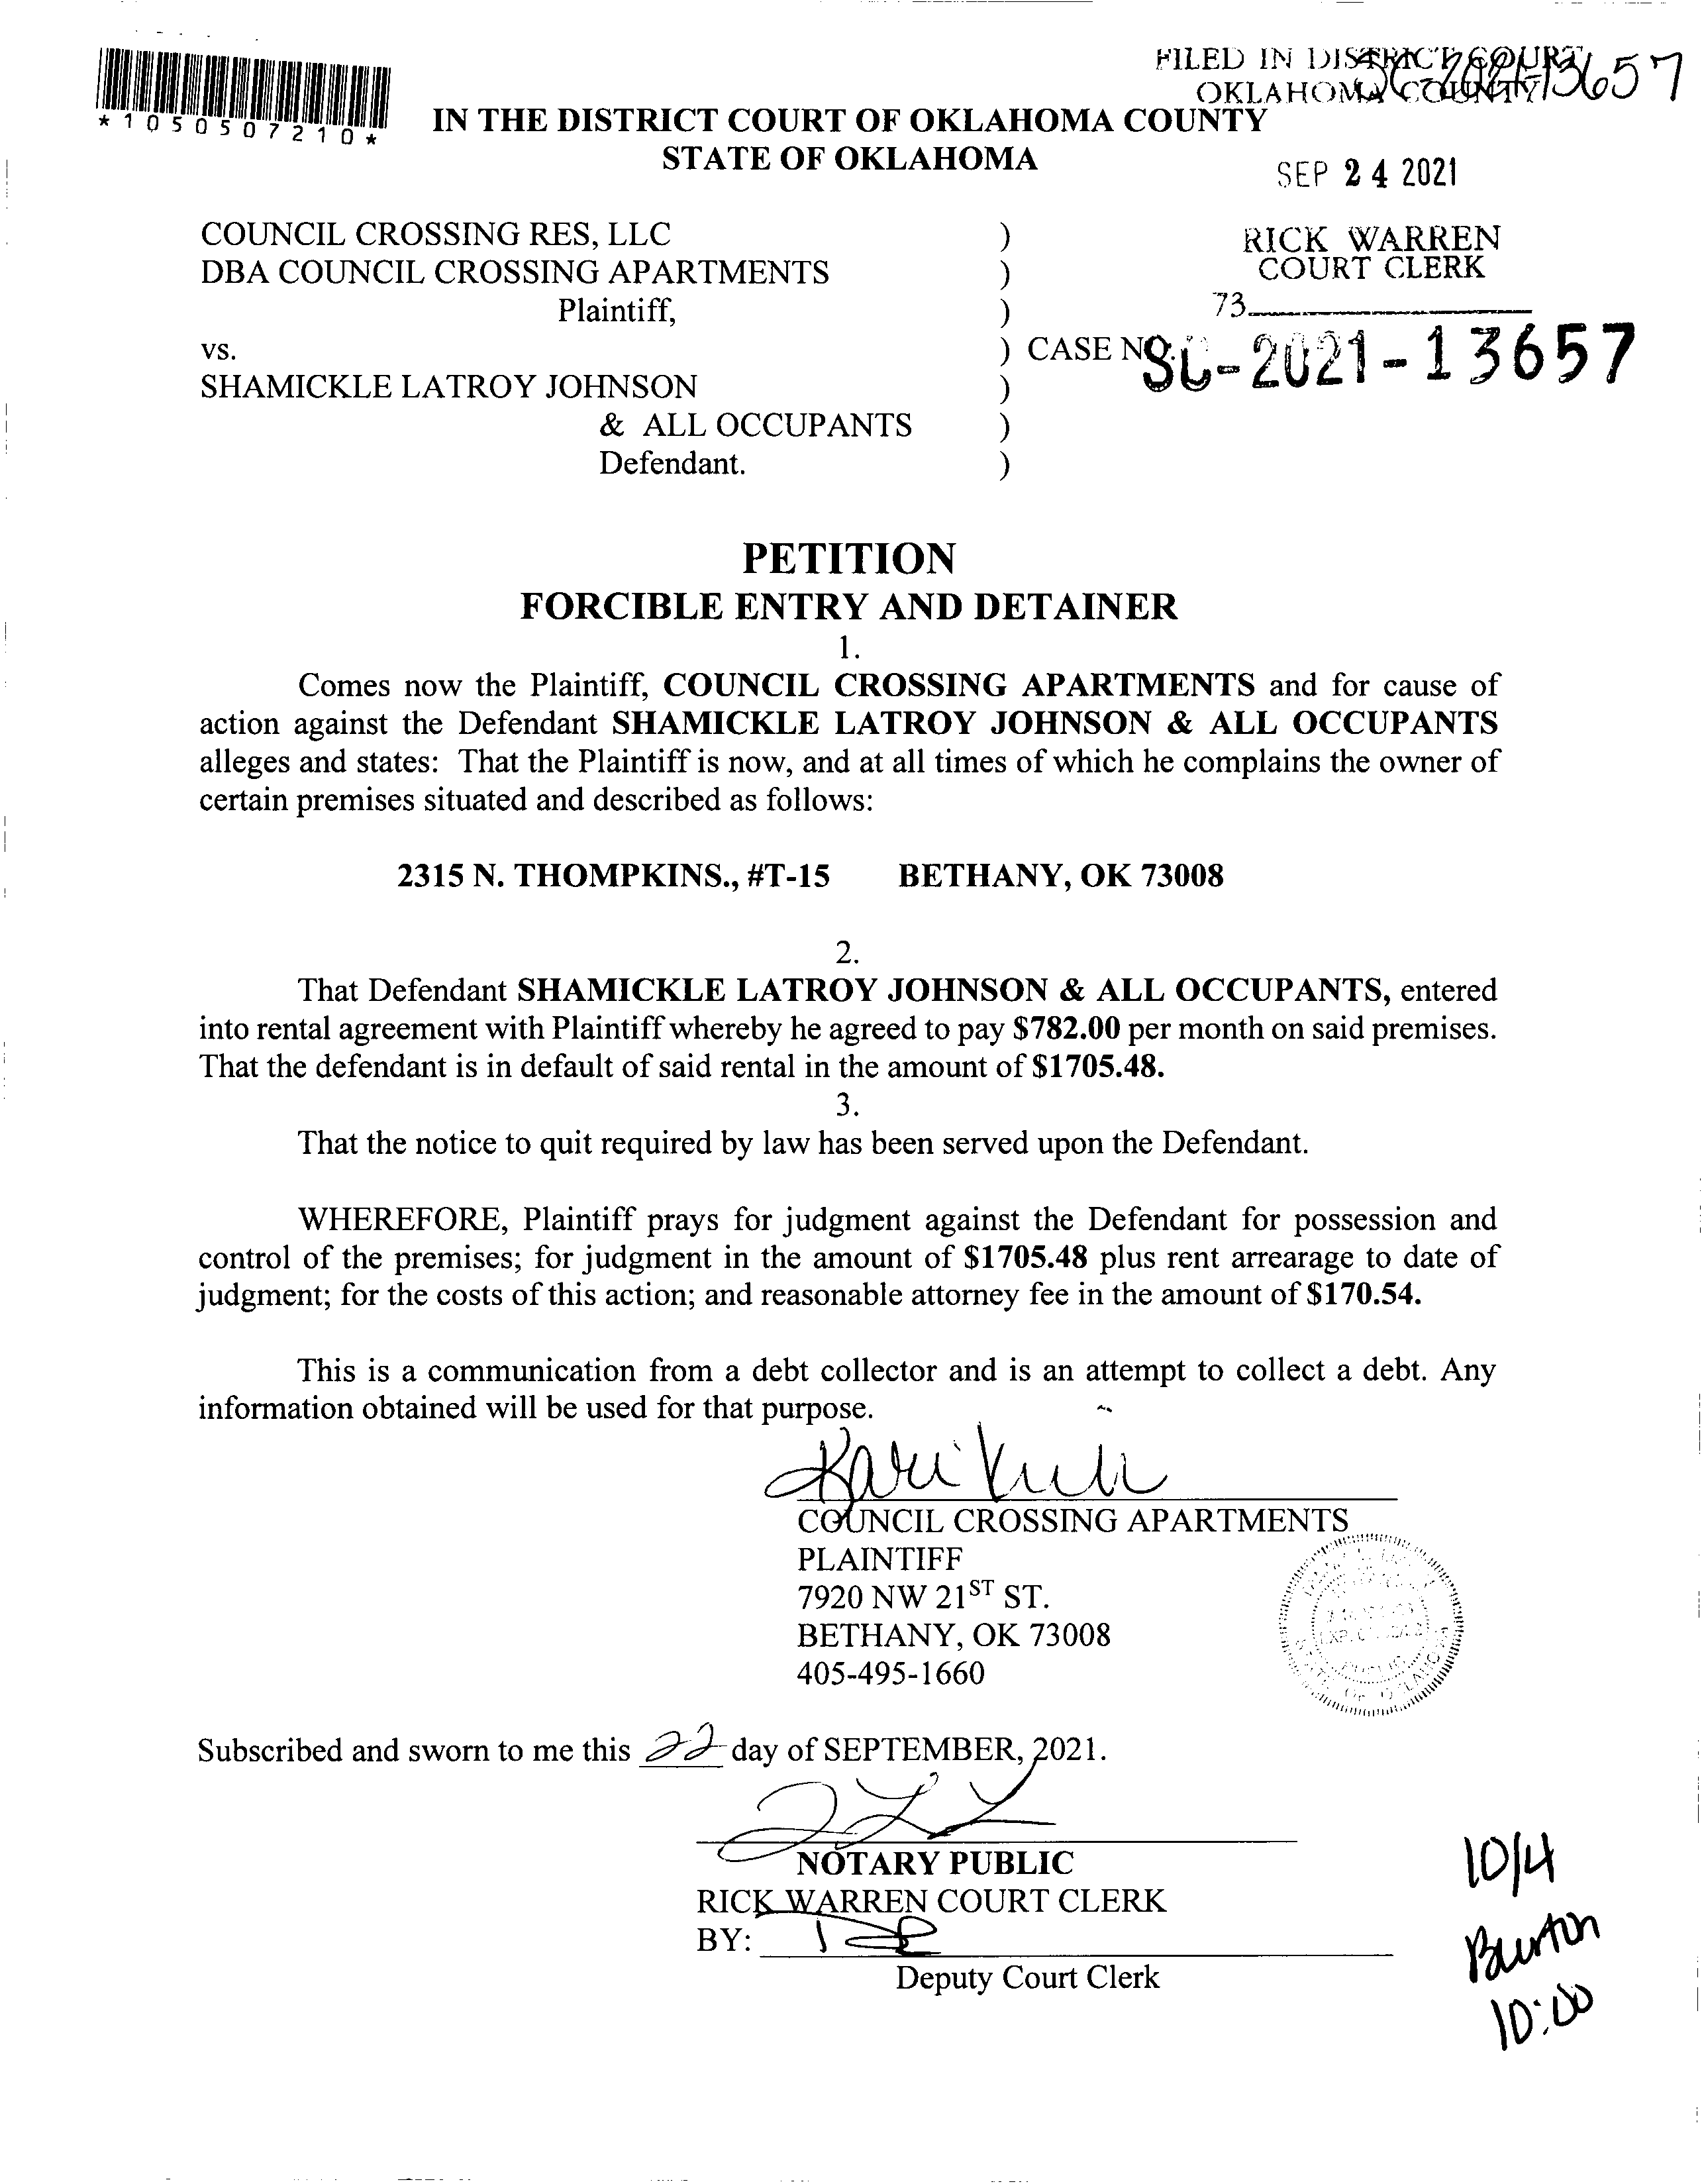 *1050507210*
FILED IN DISTRICT COURT
OKLAHOMA COUNTY
SC-2021-13657
IN THE DISTRICT COURT OF OKLAHOMA COUNTY
STATE OF OKLAHOMA
SEP 24 2021
COUNCIL CROSSING RES, LLC )
DBA COUNCIL CROSSING APARTMENTS )
Plaintiff, )
RICK WARREN
COURT CLERK
73
vs. ) CASE NO. SC-2021-13657
SHAMICKLE LATROY JOHNSON )
& ALL OCCUPANTS )
Defendant. )
PETITION
FORCIBLE ENTRY AND DETAINER
1.
Comes now the Plaintiff, COUNCIL CROSSING APARTMENTS and for cause of
action against the Defendant SHAMICKLE LATROY JOHNSON & ALL OCCUPANTS
alleges and states: That the Plaintiff is now, and at all times of which he complains the owner of
certain premises situated and described as follows:
2315 N. THOMPKINS., #T-15 BETHANY, OK 73008
2.
That Defendant SHAMICKLE LATROY JOHNSON & ALL OCCUPANTS, entered
into rental agreement with Plaintiff whereby he agreed to pay $782.00 per month on said premises.
That the defendant is in default of said rental in the amount of $1705.48.
3.
That the notice to quit required by law has been served upon the Defendant.
WHEREFORE, Plaintiff prays for judgment against the Defendant for possession and
control of the premises; for judgment in the amount of $1705.48 plus rent arrearage to date of
judgment; for the costs of this action; and reasonable attorney fee in the amount of $170.54.
This is a communication from a debt collector and is an attempt to collect a debt. Any
information obtained will be used for that purpose.
Kari
COUNCIL CROSSING APARTMENTS
PLAINTIFF
7920 NW 21ST ST.
BETHANY, OK 73008
405-495-1660
Subscribed and sworn to me this 22 day of SEPTEMBER, 2021.
NOTARY PUBLIC
RICK WARREN COURT CLERK
BY:
Deputy Court Clerk
10/4
Burton
10:00